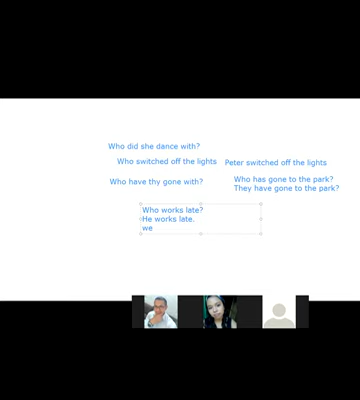 Who did she dance with?
Who switched off the lights
Peter switched off the lights
Who have thy gone with?
Who has gone to the park?
They have gone to the park?
Who works late?
He works late.
we